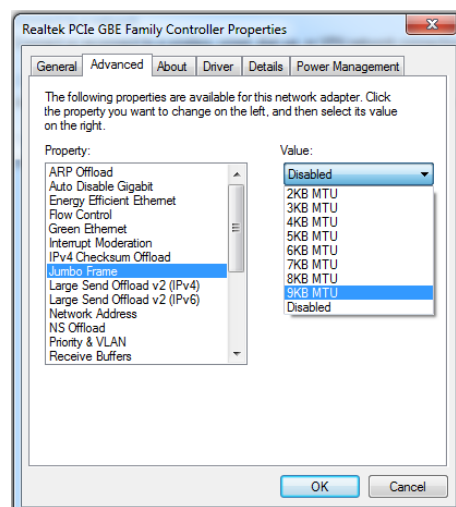 Realtek PCIe GBE Family Controller Properties
General Advanced About Driver Details Power Management
The following properties are available for this network adapter. Click
the property you want to change on the left, and then select its value
on the right.
Property:
Value:
ARP Offload
Auto Disable Gigabit
Energy Efficient Ethernet
Flow Control
Green Ethernet
Interrupt Moderation
IPv4 Checksum Offload
Jumbo Frame
Large Send Offload v2 (IPv4)
Large Send Offload v2 (IPv6)
Network Address
NS Offload
Priority & VLAN
Receive Buffers
Disabled
2KB MTU
3KB MTU
4KB MTU
5KB MTU
6KB MTU
7KB MTU
8KB MTU
9KB MTU
Disabled
OK
Cancel